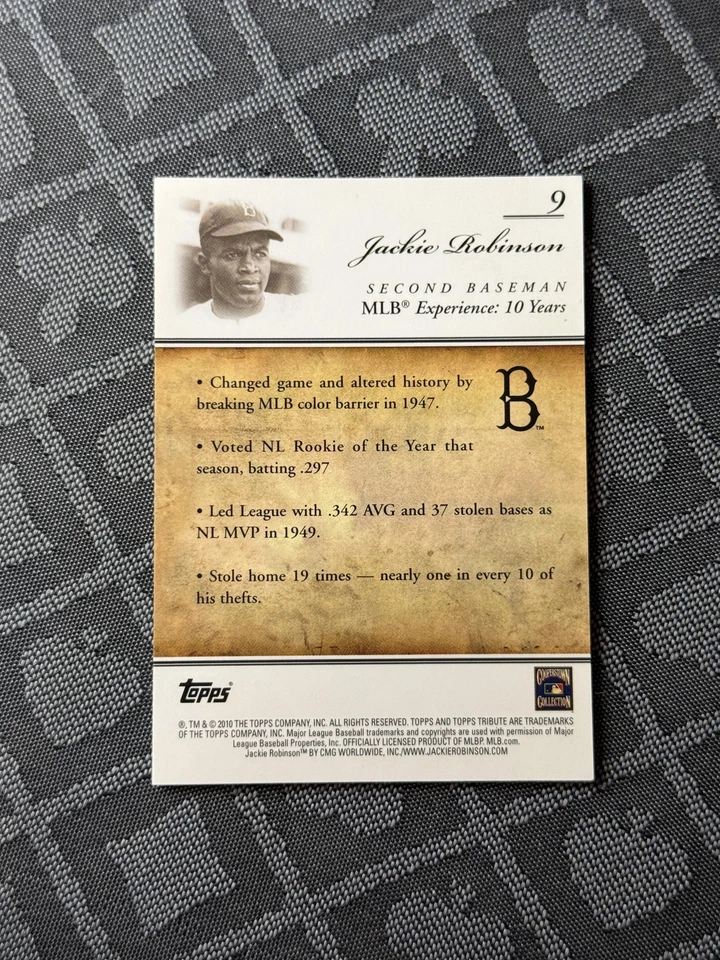 9
Jackie Robinson
SECOND BASEMAN
MLB® Experience: 10 Years
B
B™
• Changed game and altered history by
breaking MLB color barrier in 1947.
• Voted NL Rookie of the Year that
season, batting .297
• Led League with .342 AVG and 37 stolen bases as
NL MVP in 1949.
• Stole home 19 times — nearly one in every 10 of
his thefts.
Topps®
COOPERSTOWN
COLLECTION
®, TM & © 2010 THE TOPPS COMPANY, INC. ALL RIGHTS RESERVED. TOPPS AND TOPPS TRIBUTE ARE TRADEMARKS
OF THE TOPPS COMPANY, INC. Major League Baseball trademarks and copyrights are used with permission of Major
League Baseball Properties, Inc. OFFICIALLY LICENSED PRODUCT OF MLBP. MLB.com.
Jackie Robinson™ BY CMG WORLDWIDE, INC./WWW.JACKIEROBINSON.COM